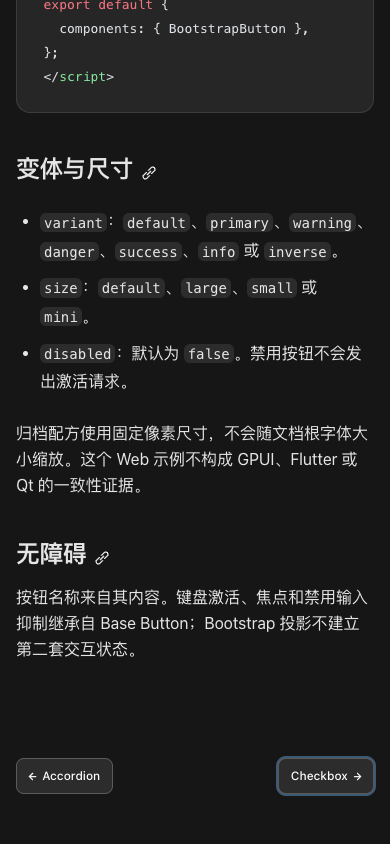 export default {
  components: { BootstrapButton },
};
</script>
变体与尺寸
• variant： default、primary、warning、
danger、success、info 或 inverse。
• size： default、large、small 或
mini。
• disabled：默认为 false。禁用按钮不会发
出激活请求。
归档配方使用固定像素尺寸，不会随文档根字体大
小缩放。这个 Web 示例不构成 GPUI、Flutter 或
Qt 的一致性证据。
无障碍
按钮名称来自其内容。键盘激活、焦点和禁用输入
抑制继承自 Base Button；Bootstrap 投影不建立
第二套交互状态。
← Accordion
Checkbox →